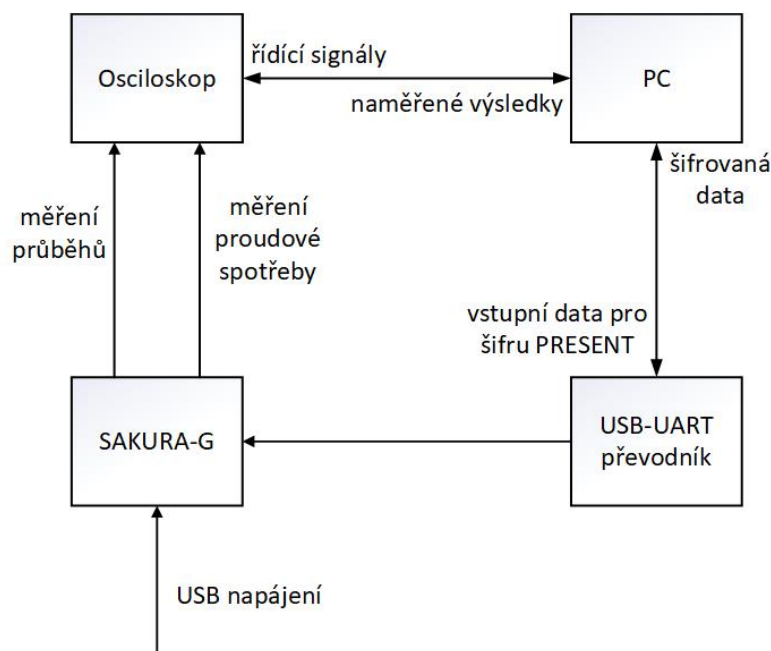 Osciloskop
řídící signály
naměřené výsledky
PC
šifrovaná
data
měření
průběhů
měření
proudové
spotřeby
vstupní data pro
šifru PRESENT
SAKURA-G
USB-UART
převodník
USB napájení